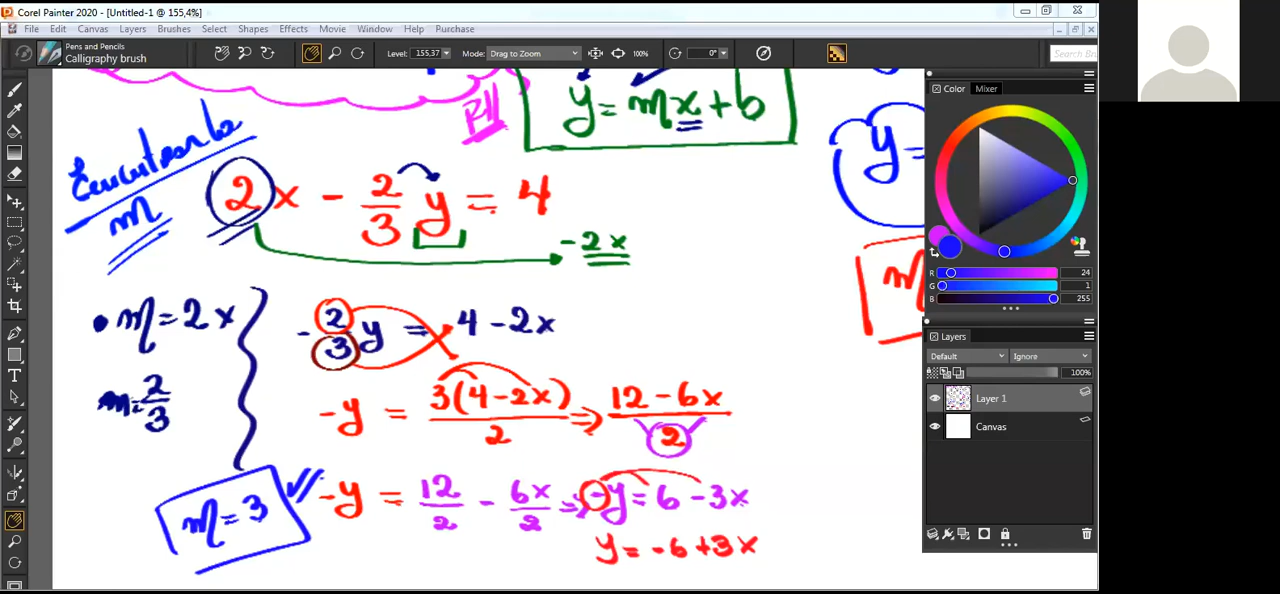 Corel Painter 2020 - [Untitled-1 @ 155,4%]
File Edit Canvas Layers Brushes Select Shapes Effects Movie Window Help Purchase
Pens and Pencils
Calligraphy brush
Level: 155,37 Mode: Drag to Zoom 100% 0° Search Brush
Color Mixer
R 24
G 1
B 255
Layers
Default Ignore
100%
Layer 1
Canvas
RH
y = mx + b
y =
m
2x - 2/3 y = 4
-2x
m = 2x
-2/3 y = 4 - 2x
m = 2/3
-y = 3(4 - 2x)/2 ⇒ 12 - 6x/2
m = 3
-y = 12/2 - 6x/2 ⇒ -y = 6 - 3x
y = -6 + 3x